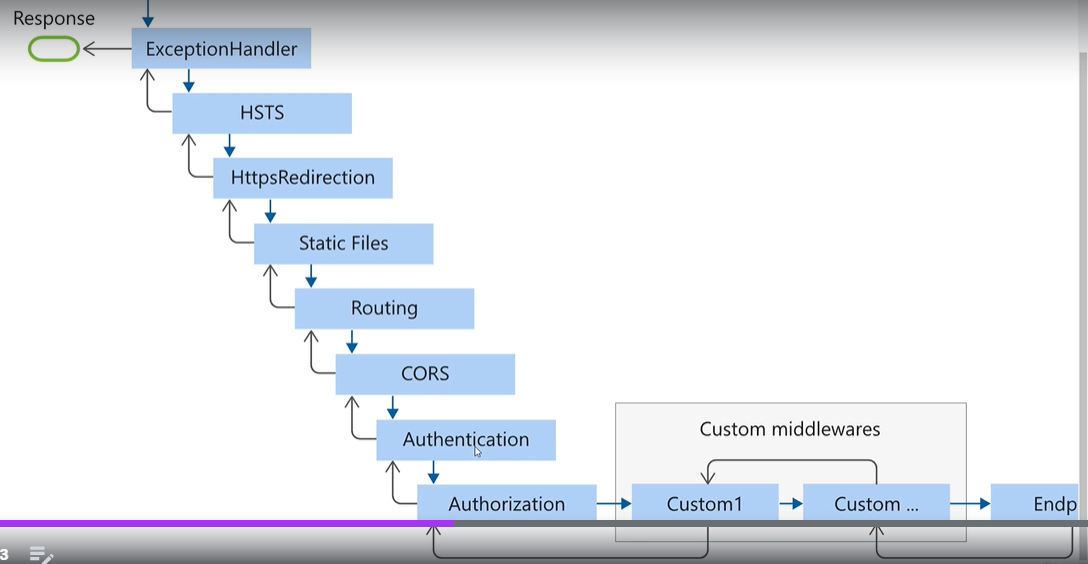 Response
ExceptionHandler
HSTS
HttpsRedirection
Static Files
Routing
CORS
Authentication
Custom middlewares
Authorization
Custom1
Custom ...
Endp
3